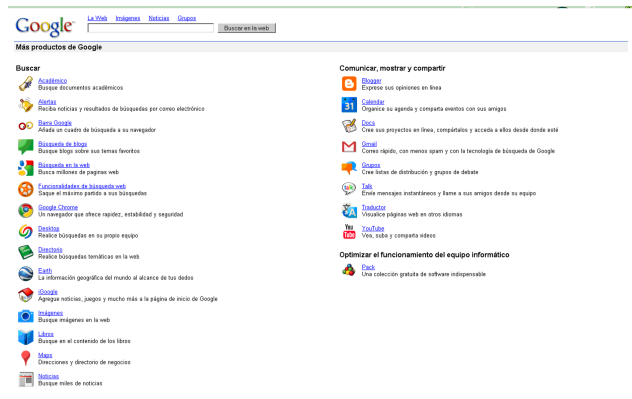 Google
La Web Imágenes Noticias Grupos
Buscar en la web
Más productos de Google
Buscar
Académico
Busque documentos académicos
Alertas
Reciba noticias y resultados de búsquedas por correo electrónico
Barra Google
Añada un cuadro de búsqueda a su navegador
Búsqueda de blogs
Busque blogs sobre sus temas favoritos
Búsqueda en la web
Busca millones de paginas web
Funcionalidades de búsqueda web
Saque el máximo partido a sus búsquedas
Google Chrome
Un navegador que ofrece rapidez, estabilidad y seguridad
Desktop
Realice búsquedas en su propio equipo
Directorio
Realice búsquedas temáticas en la web
Earth
La información geográfica del mundo al alcance de tus dedos
iGoogle
Agregue noticias, juegos y mucho más a la página de inicio de Google
Imágenes
Busque imágenes en la web
Libros
Busque en el contenido de los libros
Maps
Direcciones y directorio de negocios
Noticias
Busque miles de noticias
Comunicar, mostrar y compartir
Blogger
Exprese sus opiniones en línea
31
Calendar
Organice su agenda y comparta eventos con sus amigos
Docs
Cree sus proyectos en línea, compártalos y acceda a ellos desde donde esté
Gmail
Correo rápido, con menos spam y con la tecnología de búsqueda de Google
Grupos
Cree listas de distribución y grupos de debate
talk
Talk
Envíe mensajes instantáneos y llame a sus amigos desde su equipo
Traductor
Visualice páginas web en otros idiomas
You
Tube
YouTube
Vea, suba y comparta videos
Optimizar el funcionamiento del equipo informático
Pack
Una colección gratuita de software indispensable